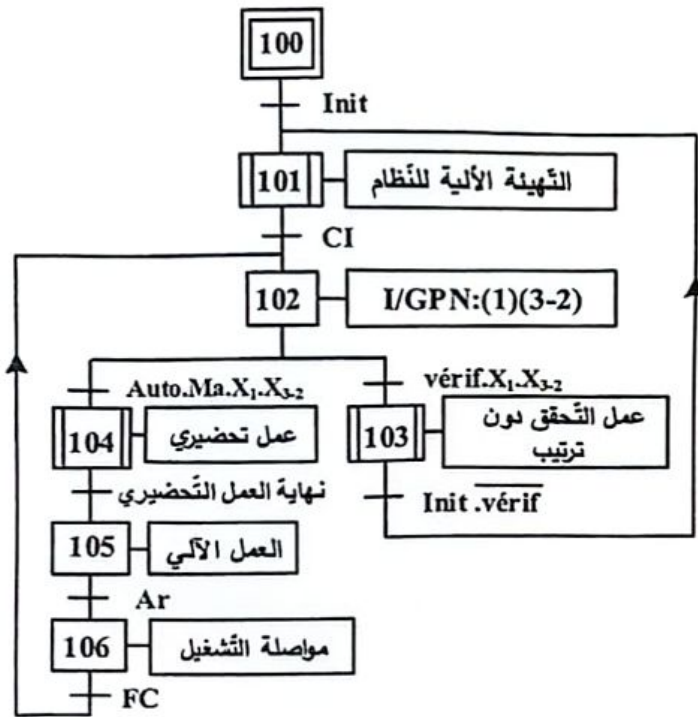 100
Init
101
التّهيئة الألية للنّظام
CI
102
I/GPN:(1)(3-2)
Auto.Ma.X₁.X₃₋₂
vérif.X₁.X₃₋₂
104
عمل تحضيري
103
عمل التّحقق دون
ترتيب
نهاية العمل التّحضيري
Init .v̅é̅r̅i̅f̅
105
العمل الآلي
Ar
106
مواصلة التّشغيل
FC